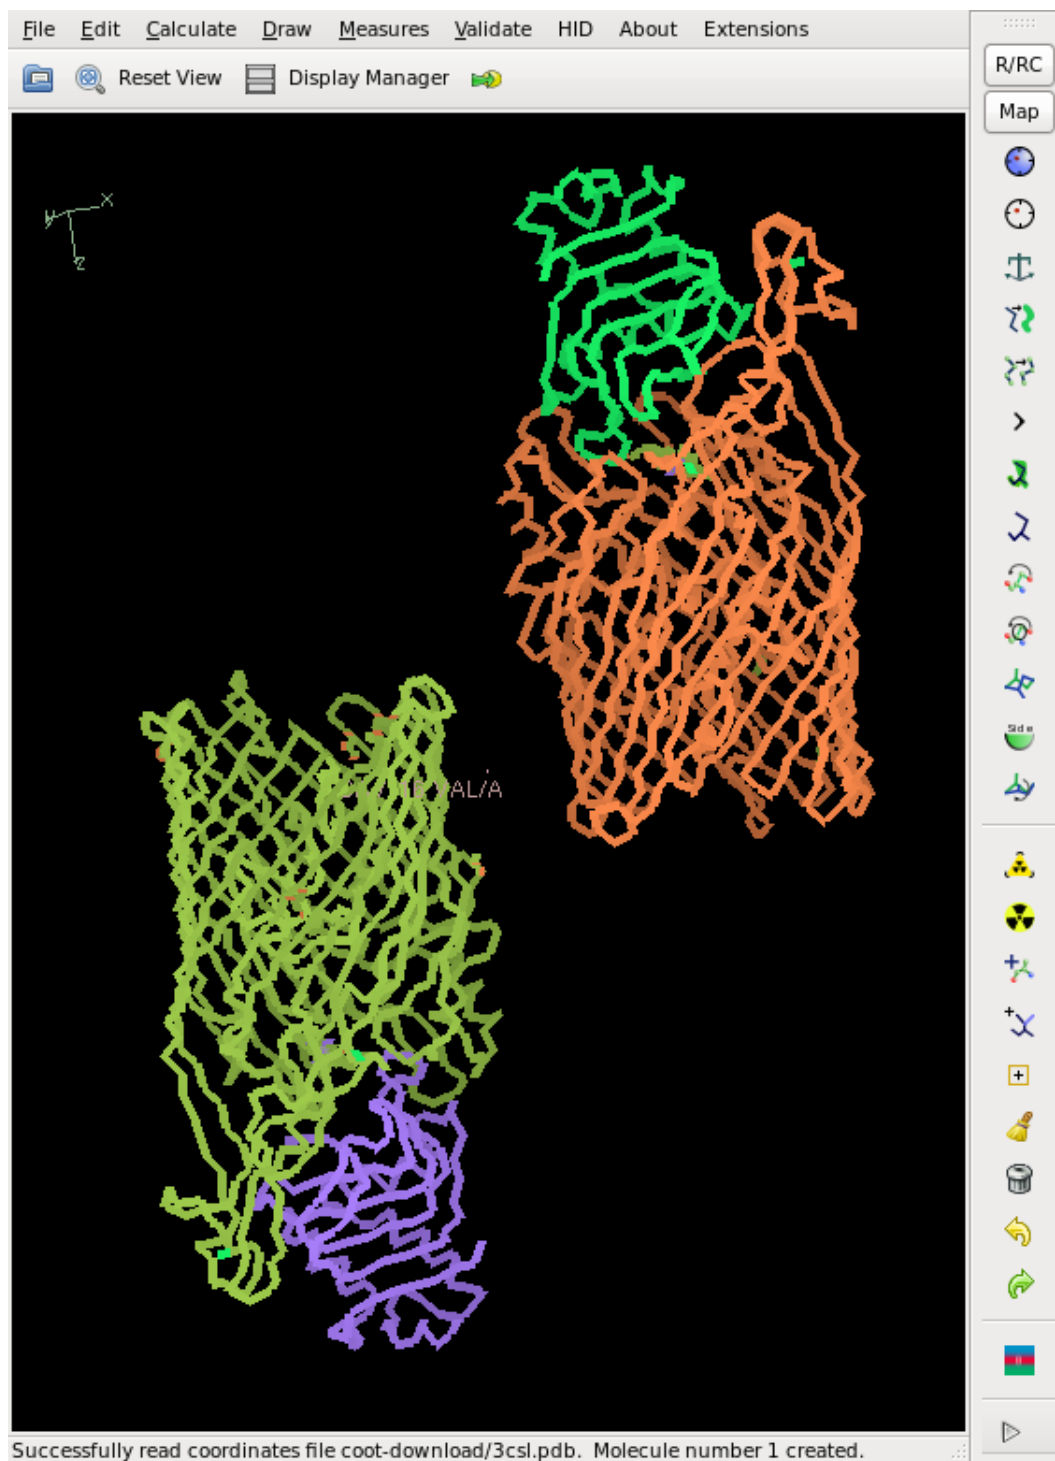 File Edit Calculate Draw Measures Validate HID About Extensions
Reset View Display Manager
R/RC
Map
x
z
Side
VAL/A
Successfully read coordinates file coot-download/3csl.pdb. Molecule number 1 created.